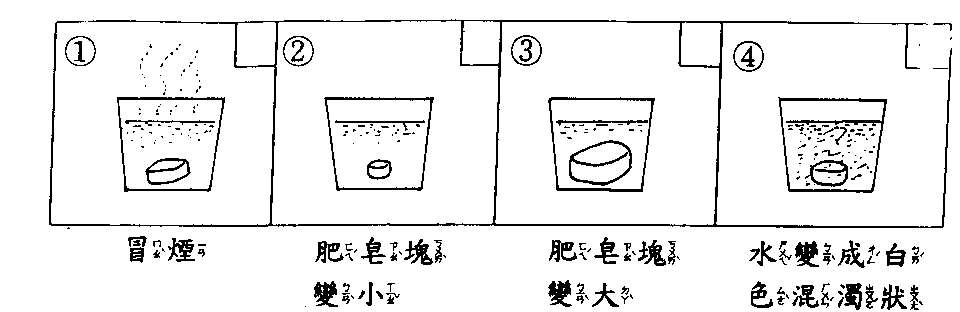 ① ② ③ ④
冒煙 肥皂塊 肥皂塊 水變成白
變小 變大 色混濁狀